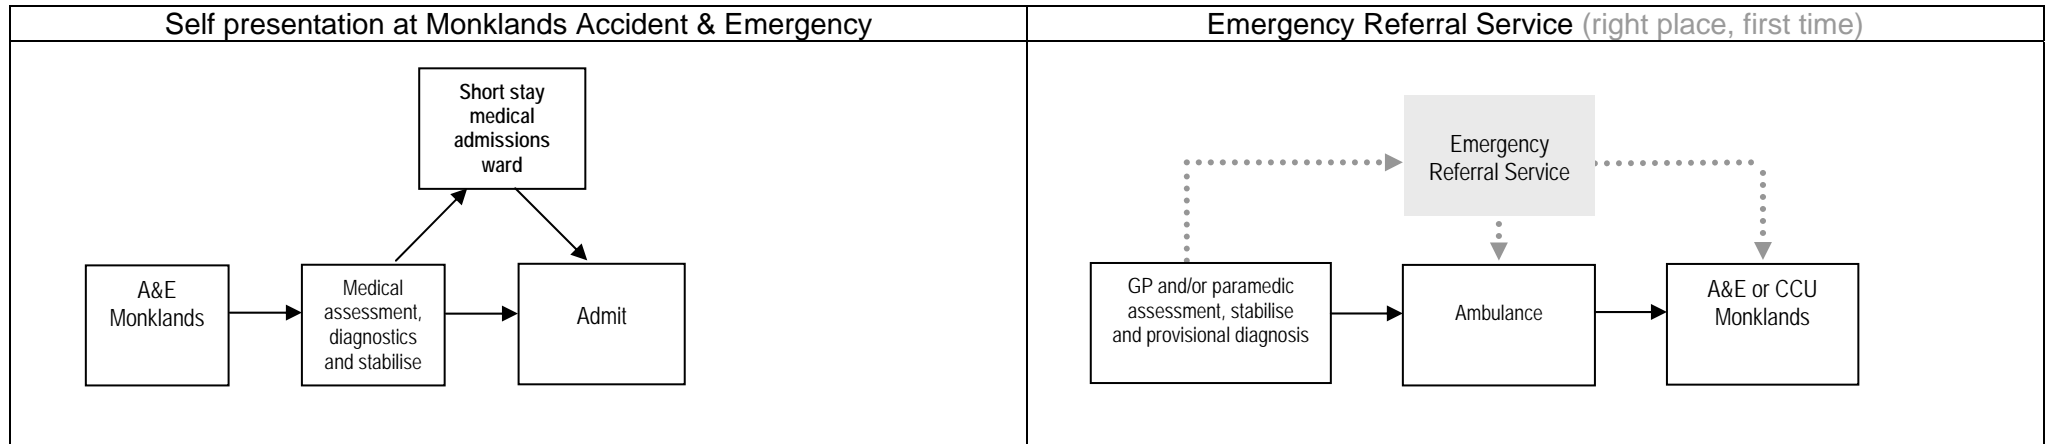 Self presentation at Monklands Accident & Emergency
Emergency Referral Service (right place, first time)
Short stay
medical
admissions
ward
A&E
Monklands
Medical
assessment,
diagnostics
and stabilise
Admit
Emergency
Referral Service
GP and/or paramedic
assessment, stabilise
and provisional diagnosis
Ambulance
A&E or CCU
Monklands